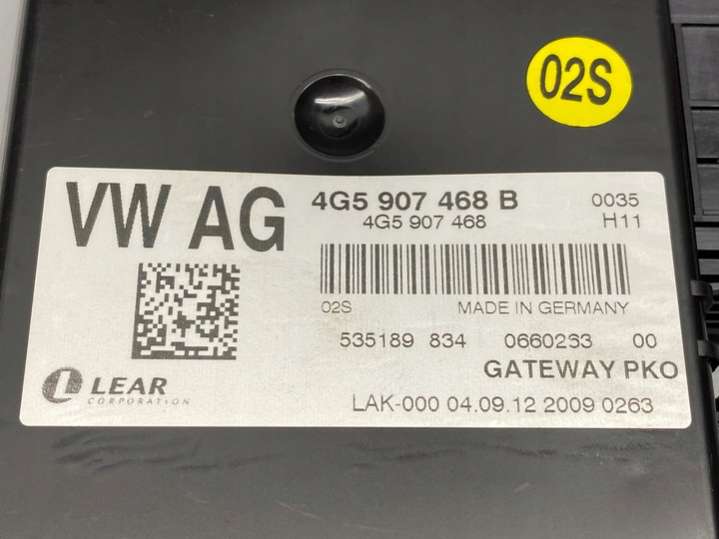 02S
VW AG
4G5 907 468 B 0035
4G5 907 468 H11
02S MADE IN GERMANY
535189 834 0660263 00
GATEWAY PKO
LEAR
CORPORATION
LAK-000 04.09.12 2009 0263